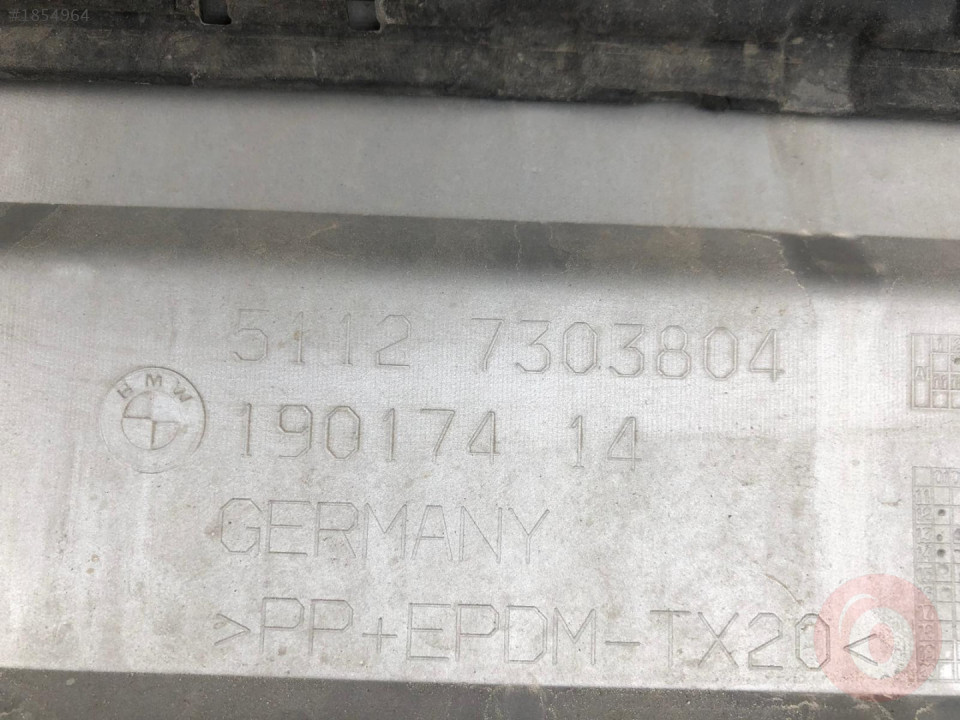 #1854964
5112 7303804
BMW
190174 14
GERMANY
>PP+EPDM-TX20<